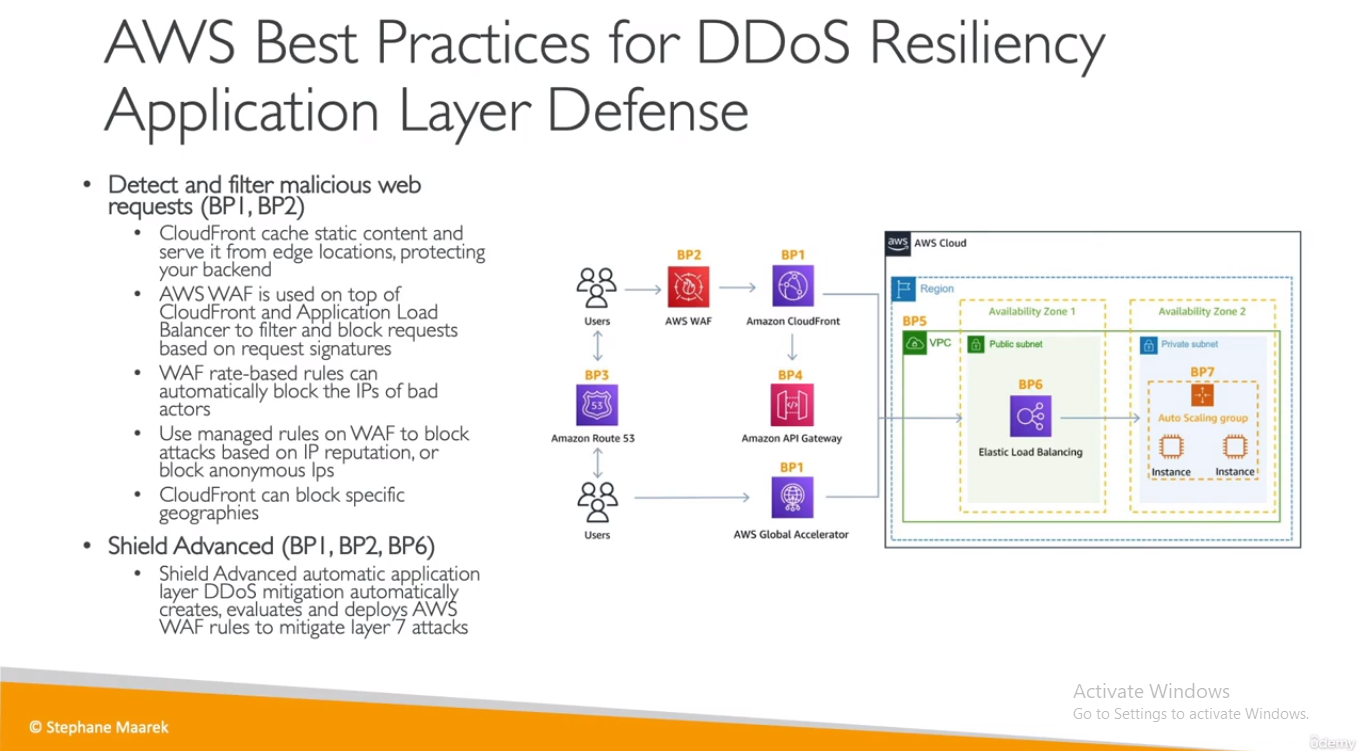 AWS Best Practices for DDoS Resiliency
Application Layer Defense
• Detect and filter malicious web
requests (BP1, BP2)
• CloudFront cache static content and
serve it from edge locations, protecting
your backend
• AWS WAF is used on top of
CloudFront and Application Load
Balancer to filter and block requests
based on request signatures
• WAF rate-based rules can
automatically block the IPs of bad
actors
• Use managed rules on WAF to block
attacks based on IP reputation, or
block anonymous Ips
• CloudFront can block specific
geographies
• Shield Advanced (BP1, BP2, BP6)
• Shield Advanced automatic application
layer DDoS mitigation automatically
creates, evaluates and deploys AWS
WAF rules to mitigate layer 7 attacks
Users
BP2
AWS WAF
BP1
Amazon CloudFront
BP3
53
Amazon Route 53
BP4
Amazon API Gateway
Users
BP1
AWS Global Accelerator
aws
AWS Cloud
Region
BP5
VPC
Availability Zone 1
Public subnet
BP6
Elastic Load Balancing
Availability Zone 2
Private subnet
BP7
Auto Scaling group
Instance
Instance
Activate Windows
Go to Settings to activate Windows.
© Stephane Maarek
ûdemy